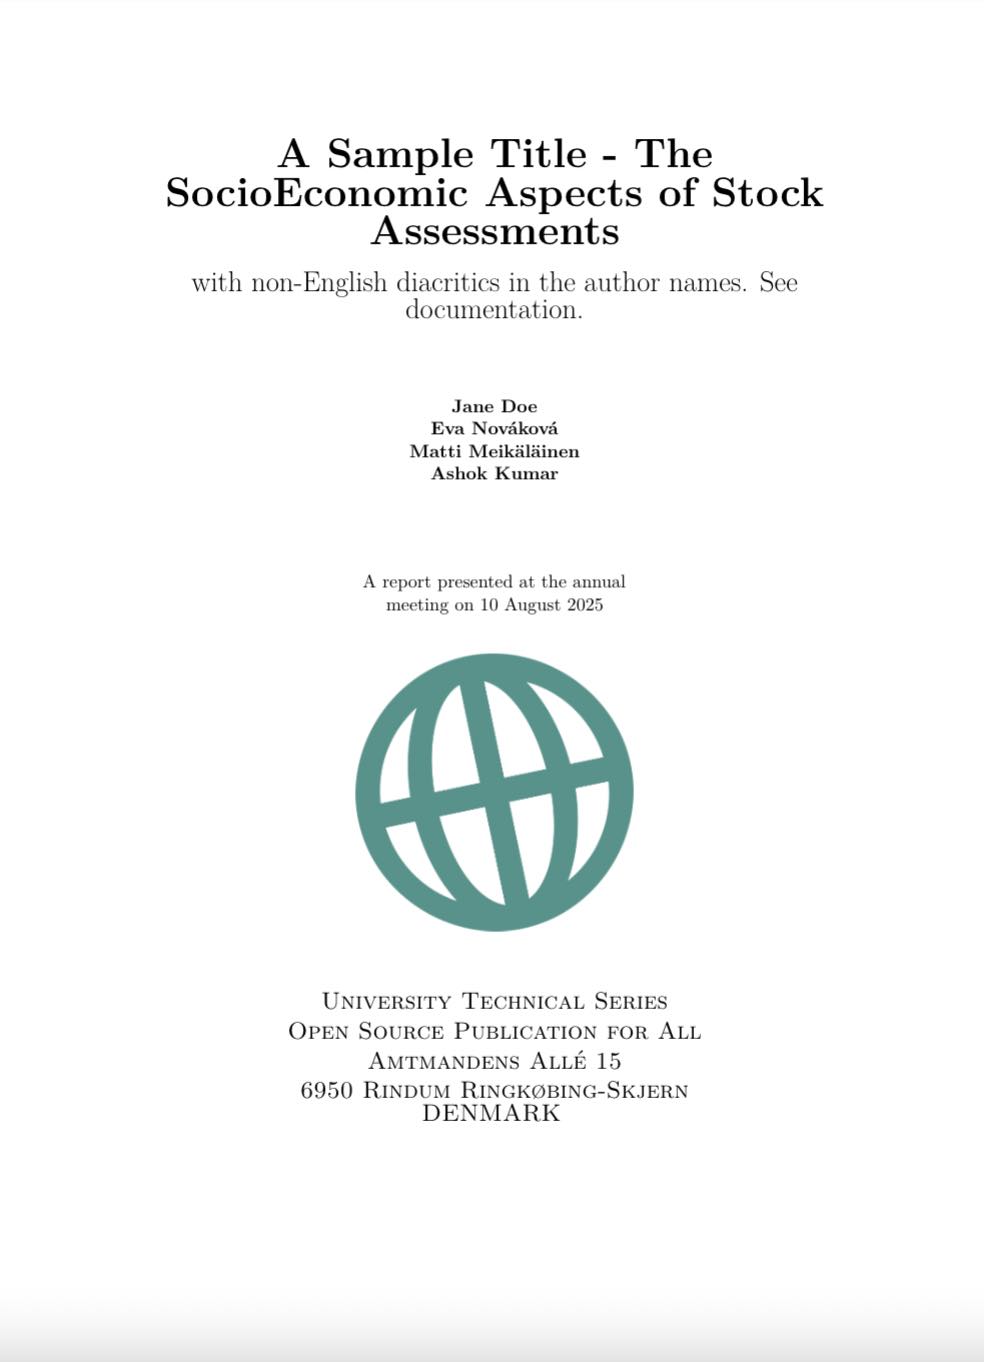 A Sample Title - The
SocioEconomic Aspects of Stock
Assessments
with non-English diacritics in the author names. See
documentation.
Jane Doe
Eva Nováková
Matti Meikäläinen
Ashok Kumar
A report presented at the annual
meeting on 10 August 2025
University Technical Series
Open Source Publication for All
Amtmandens Allé 15
6950 Rindum Ringkøbing-Skjern
DENMARK